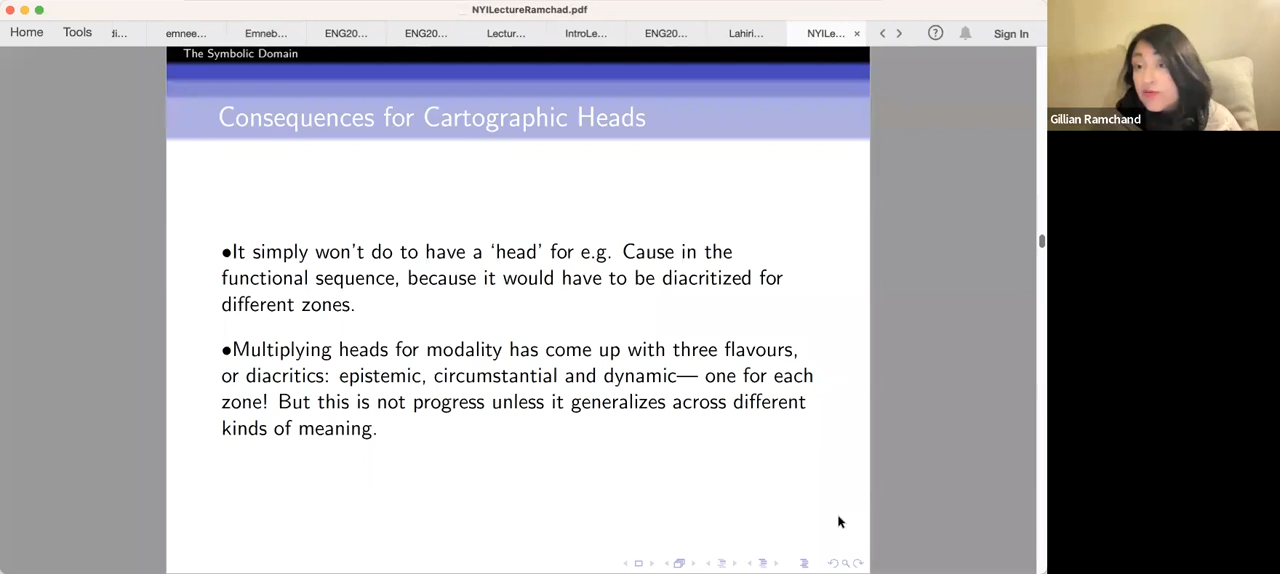 NYILectureRamchad.pdf
Home Tools di... emnee... Emneb... ENG20... ENG20... Lectur... IntroLe... ENG20... Lahiri... NYILe... × Sign In
The Symbolic Domain
Consequences for Cartographic Heads
Gillian Ramchand
•It simply won't do to have a ‘head’ for e.g. Cause in the
functional sequence, because it would have to be diacritized for
different zones.
•Multiplying heads for modality has come up with three flavours,
or diacritics: epistemic, circumstantial and dynamic— one for each
zone! But this is not progress unless it generalizes across different
kinds of meaning.